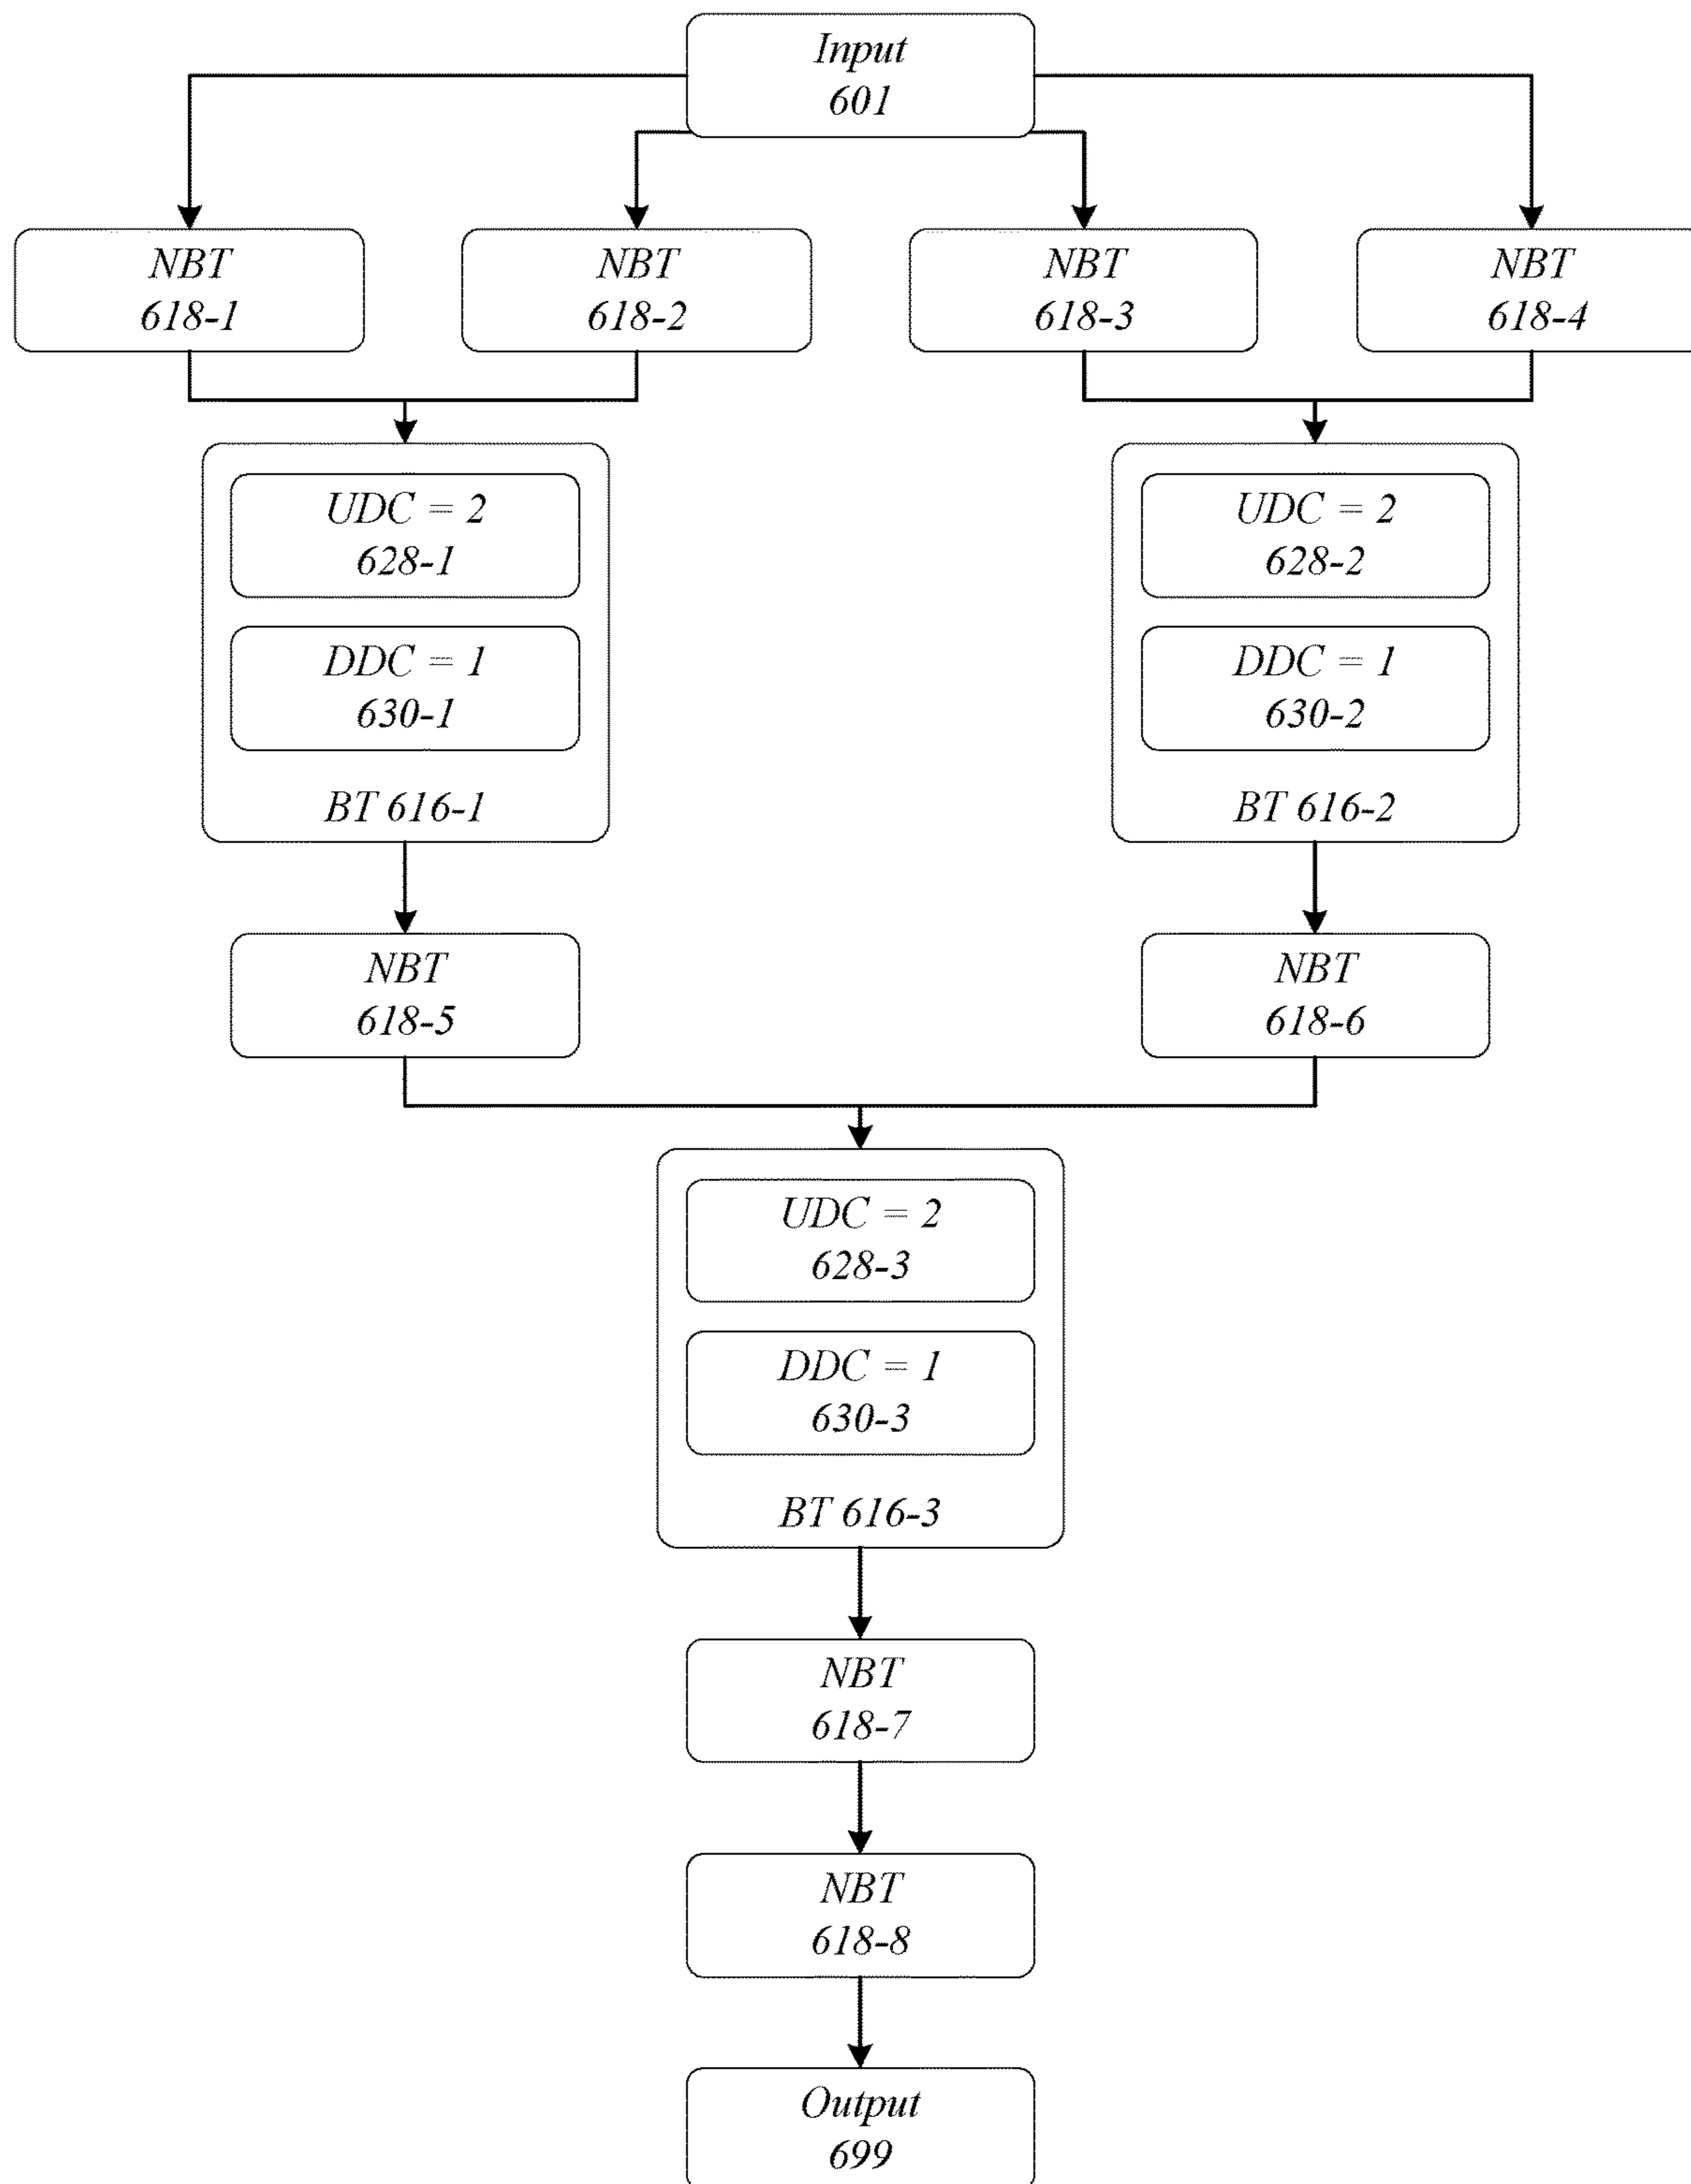 Input
601
NBT
618-1
NBT
618-2
NBT
618-3
NBT
618-4
UDC = 2
628-1
DDC = 1
630-1
BT 616-1
UDC = 2
628-2
DDC = 1
630-2
BT 616-2
NBT
618-5
NBT
618-6
UDC = 2
628-3
DDC = 1
630-3
BT 616-3
NBT
618-7
NBT
618-8
Output
699